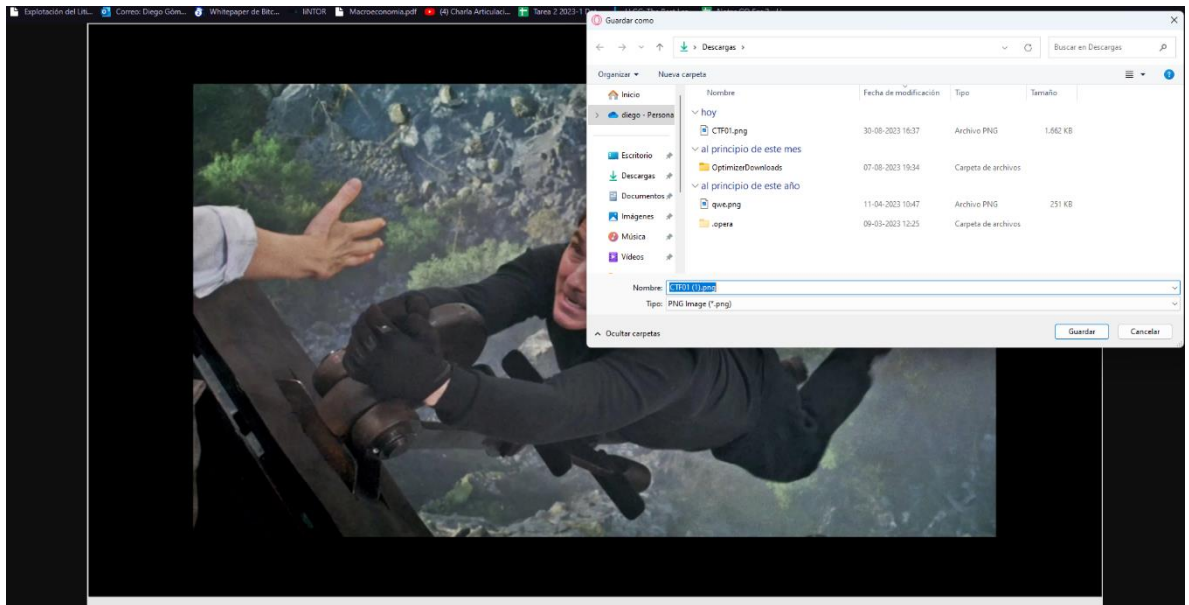 Explotación del Liti... Correo: Diego Góm... Whitepaper de Bitc... IINTOR Macroeconomia.pdf (4) Charla Articulaci... Tarea 2 2023-1
Guardar como
Descargas
Buscar en Descargas
Organizar Nueva carpeta
Inicio
diego - Persona
Escritorio
Descargas
Documentos
Imágenes
Música
Vídeos
Nombre Fecha de modificación Tipo Tamaño
hoy
CTF01.png 30-08-2023 16:37 Archivo PNG 1.662 KB
al principio de este mes
OptimizerDownloads 07-08-2023 19:34 Carpeta de archivos
al principio de este año
qwe.png 11-04-2023 10:47 Archivo PNG 251 KB
.opera 09-03-2023 12:25 Carpeta de archivos
Nombre: CTF01 (1).png
Tipo: PNG Image (*.png)
Ocultar carpetas
Guardar Cancelar